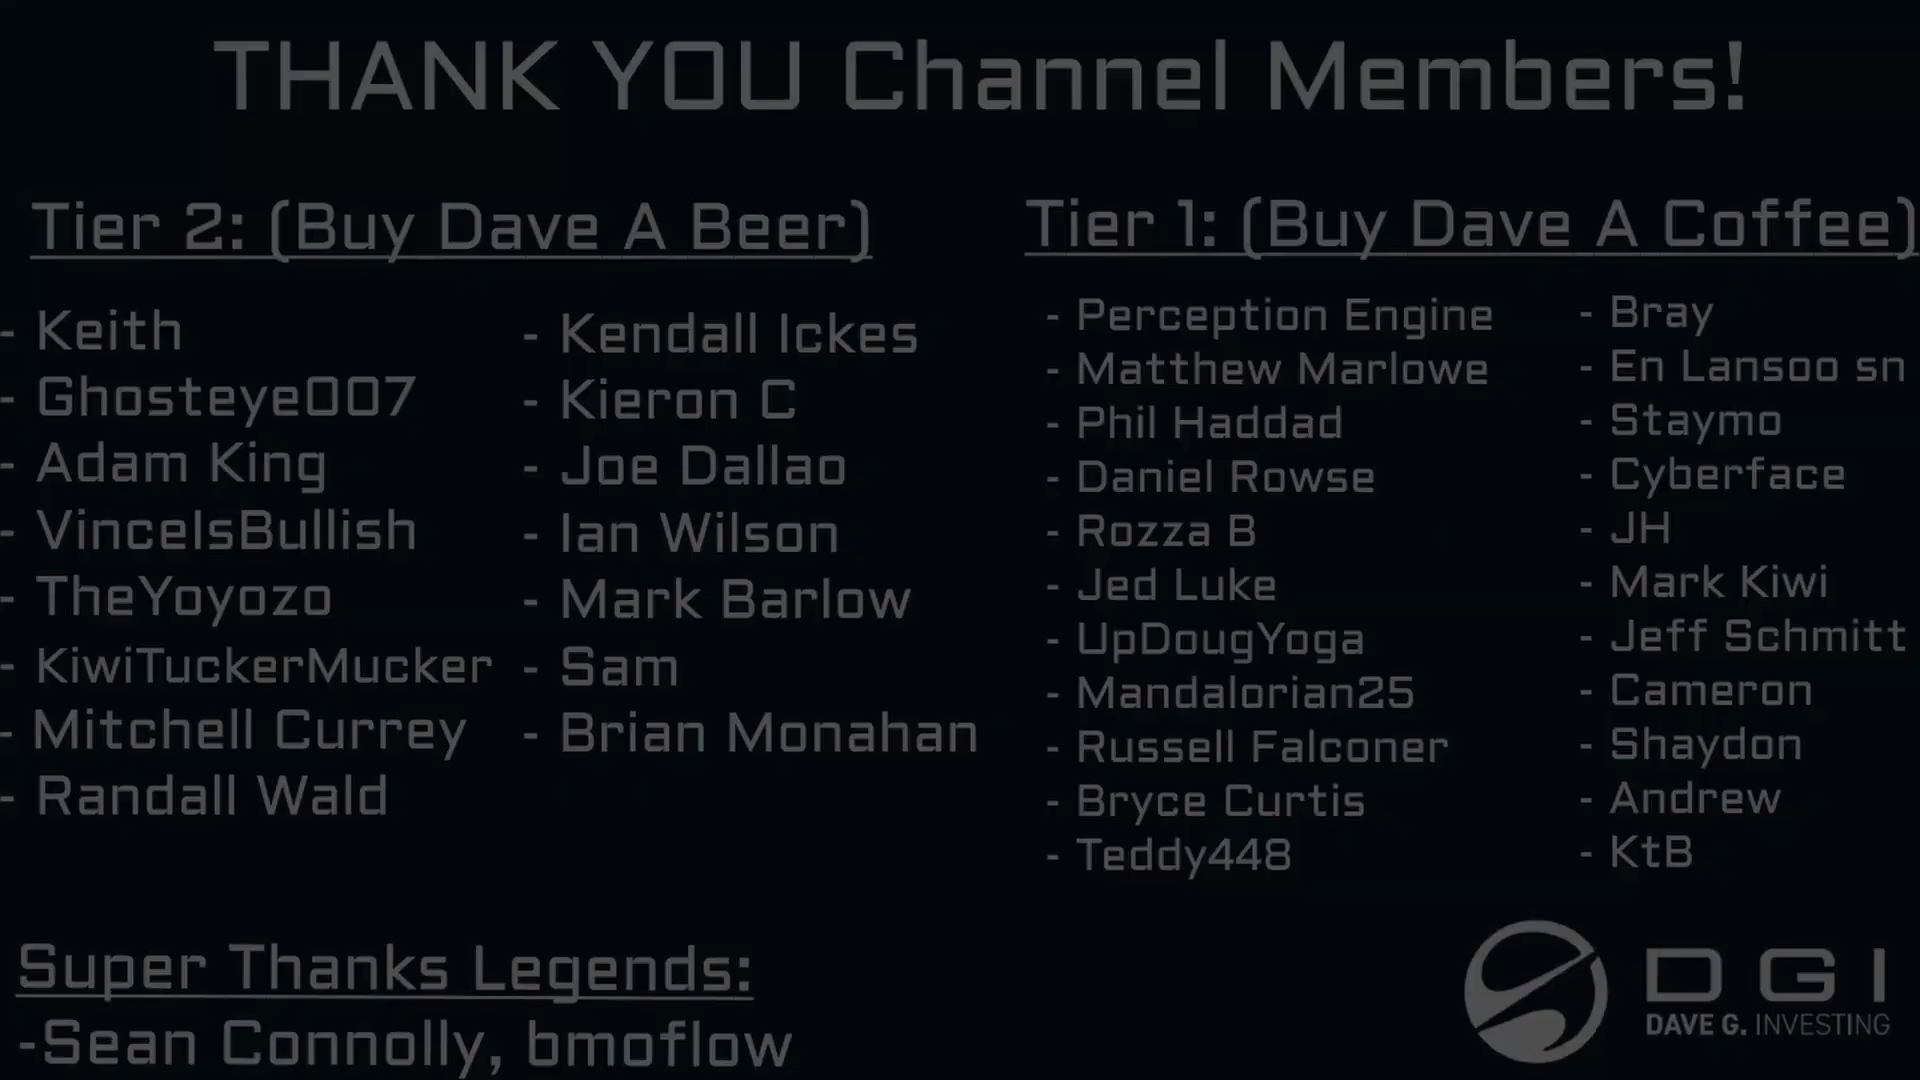 THANK YOU Channel Members!
Tier 2: (Buy Dave A Beer)
- Keith
- Ghosteye007
- Adam King
- VinceIsBullish
- TheYoyozo
- KiwiTuckerMucker
- Mitchell Currey
- Randall Wald
- Kendall Ickes
- Kieron C
- Joe Dallao
- Ian Wilson
- Mark Barlow
- Sam
- Brian Monahan
Tier 1: (Buy Dave A Coffee)
- Perception Engine
- Matthew Marlowe
- Phil Haddad
- Daniel Rowse
- Rozza B
- Jed Luke
- UpDougYoga
- Mandalorian25
- Russell Falconer
- Bryce Curtis
- Teddy448
- Bray
- En Lansoo sn
- Staymo
- Cyberface
- JH
- Mark Kiwi
- Jeff Schmitt
- Cameron
- Shaydon
- Andrew
- KtB
Super Thanks Legends:
-Sean Connolly, bmoflow
DGI
DAVE G. INVESTING